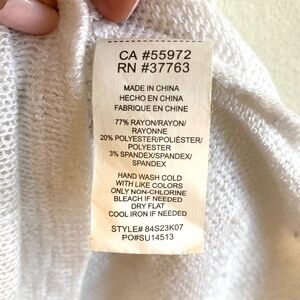 CA #55972
RN #37763
MADE IN CHINA
HECHO EN CHINA
FABRIQUE EN CHINE
77% RAYON/RAYON/
RAYONNE
20% POLYESTER/POLIÉSTER/
POLYESTER
3% SPANDEX/SPANDEX/
SPANDEX
HAND WASH COLD
WITH LIKE COLORS
ONLY NON-CHLORINE
BLEACH IF NEEDED
DRY FLAT
COOL IRON IF NEEDED
STYLE# 84S23K07
PO#SU14513